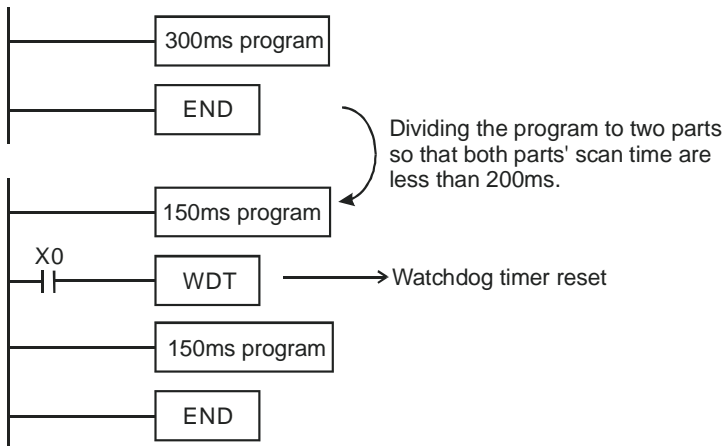 300ms program
END
Dividing the program to two parts
so that both parts' scan time are
less than 200ms.
150ms program
X0
WDT
Watchdog timer reset
150ms program
END